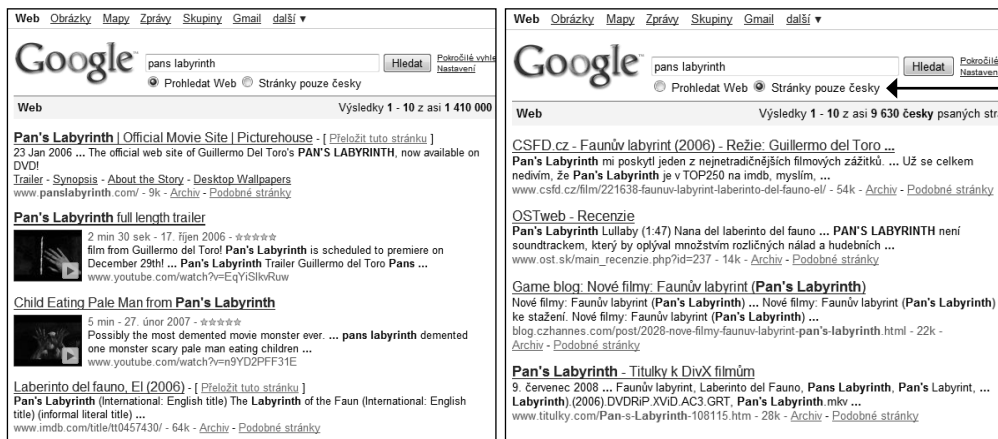 Web Obrázky Mapy Zprávy Skupiny Gmail další ▼
Google™
pans labyrinth
Hledat
Pokročilé vyhle
Nastavení
Prohledat Web Stránky pouze česky
Web Výsledky 1 - 10 z asi 1 410 000
Pan's Labyrinth | Official Movie Site | Picturehouse - [ Přeložit tuto stránku ]
23 Jan 2006 ... The official web site of Guillermo Del Toro's PAN'S LABYRINTH, now available on
DVD!
Trailer - Synopsis - About the Story - Desktop Wallpapers
www.panslabyrinth.com/ - 9k - Archiv - Podobné stránky
Pan's Labyrinth full length trailer
2 min 30 sek - 17. říjen 2006 - ☆☆☆☆☆
film from Guillermo del Toro! Pan's Labyrinth is scheduled to premiere on
December 29th! ... Pan's Labyrinth Trailer Guillermo del Toro Pans ...
www.youtube.com/watch?v=EqYiSlkvRuw
Child Eating Pale Man from Pan's Labyrinth
5 min - 27. únor 2007 - ☆☆☆☆☆
Possibly the most demented movie monster ever. ... pans labyrinth demented
one monster scary pale man eating children ...
www.youtube.com/watch?v=n9YD2PFF31E
Laberinto del fauno, El (2006) - [ Přeložit tuto stránku ]
Pan's Labyrinth (International: English title) The Labyrinth of the Faun (International: English
title) (informal literal title) ...
www.imdb.com/title/tt0457430/ - 64k - Archiv - Podobné stránky
Web Obrázky Mapy Zprávy Skupiny Gmail další ▼
Google™
pans labyrinth
Hledat
Pokročilé
Nastaven
Prohledat Web Stránky pouze česky
Web Výsledky 1 - 10 z asi 9 630 česky psaných strá
CSFD.cz - Faunův labyrint (2006) - Režie: Guillermo del Toro ...
Pan's Labyrinth mi poskytl jeden z nejnetradičnějších filmových zážitků. ... Už se celkem
nedivím, že Pan's Labyrinth je v TOP250 na imdb, myslím, ...
www.csfd.cz/film/221638-faunuv-labyrint-laberinto-del-fauno-el/ - 54k - Archiv - Podobné stránky
OSTweb - Recenzie
Pan's Labyrinth Lullaby (1:47) Nana del laberinto del fauno ... PAN'S LABYRINTH není
soundtrackem, který by oplýval množstvím rozličných nálad a hudebních ...
www.ost.sk/main_recenzie.php?id=237 - 14k - Archiv - Podobné stránky
Game blog: Nové filmy: Faunův labyrint (Pan's Labyrinth)
Nové filmy: Faunův labyrint (Pan's Labyrinth) ... Nové filmy: Faunův labyrint (Pan's Labyrinth)
ke stažení. Nové filmy: Faunův labyrint (Pan's Labyrinth) ...
blog.czhannes.com/post/2028-nove-filmy-faunuv-labyrint-pan's-labyrinth.html - 22k -
Archiv - Podobné stránky
Pan's Labyrinth - Titulky k DivX filmům
9. červenec 2008 ... Faunův labyrint, Laberinto del Fauno, Pans Labyrint, Pan's Labyrint, ...
Labyrinth).(2006).DVDRiP.XViD.AC3.GRT, Pan's Labyrinth.mkv ...
www.titulky.com/Pan-s-Labyrinth-108115.htm - 28k - Archiv - Podobné stránky